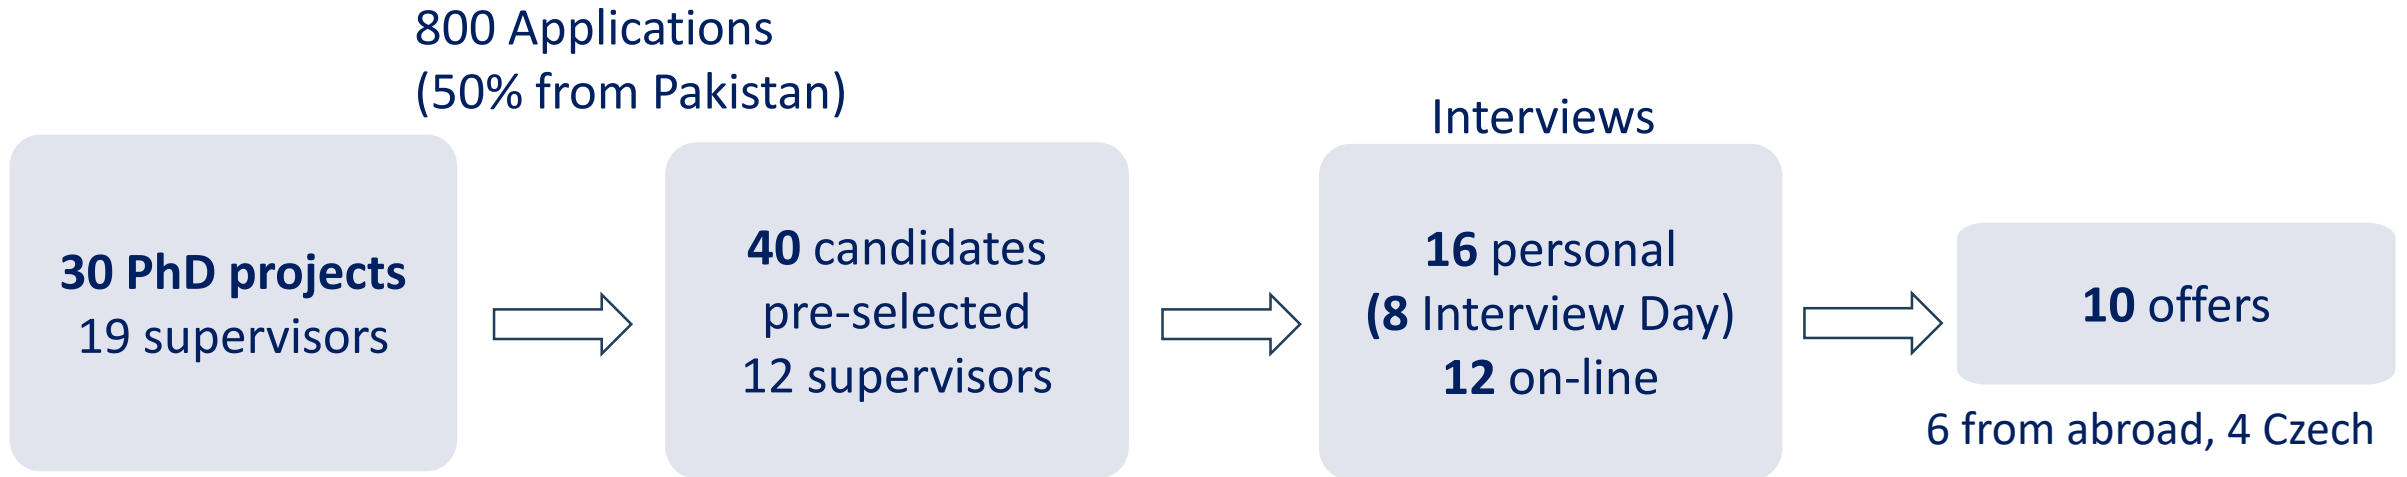 800 Applications
(50% from Pakistan)
30 PhD projects
19 supervisors
40 candidates
pre-selected
12 supervisors
Interviews
16 personal
(8 Interview Day)
12 on-line
10 offers
6 from abroad, 4 Czech